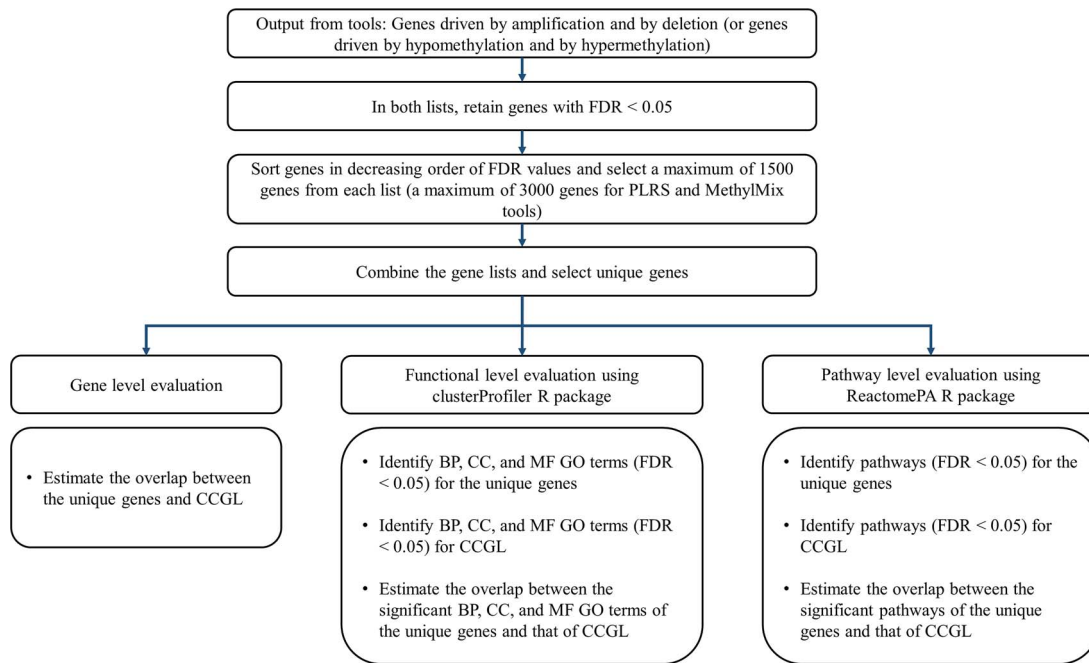 Output from tools: Genes driven by amplification and by deletion (or genes
driven by hypomethylation and by hypermethylation)
In both lists, retain genes with FDR < 0.05
Sort genes in decreasing order of FDR values and select a maximum of 1500
genes from each list (a maximum of 3000 genes for PLRS and MethylMix
tools)
Combine the gene lists and select unique genes
Gene level evaluation
Functional level evaluation using
clusterProfiler R package
Pathway level evaluation using
ReactomePA R package
• Estimate the overlap between
the unique genes and CCGL
• Identify BP, CC, and MF GO terms (FDR
< 0.05) for the unique genes
• Identify BP, CC, and MF GO terms (FDR
< 0.05) for CCGL
• Estimate the overlap between the
significant BP, CC, and MF GO terms of
the unique genes and that of CCGL
• Identify pathways (FDR < 0.05) for the
unique genes
• Identify pathways (FDR < 0.05) for
CCGL
• Estimate the overlap between the
significant pathways of the unique
genes and that of CCGL